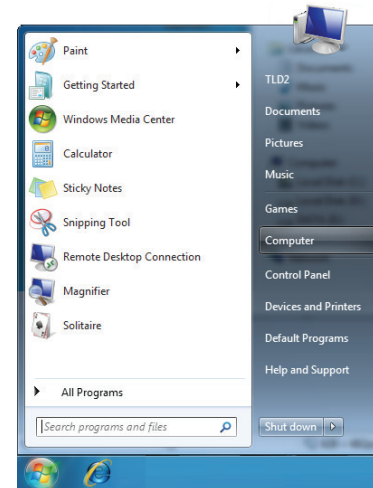 Paint
Getting Started
Windows Media Center
Calculator
Sticky Notes
Snipping Tool
Remote Desktop Connection
Magnifier
Solitaire
All Programs
Search programs and files
TLD2
Documents
Pictures
Music
Games
Computer
Control Panel
Devices and Printers
Default Programs
Help and Support
Shut down